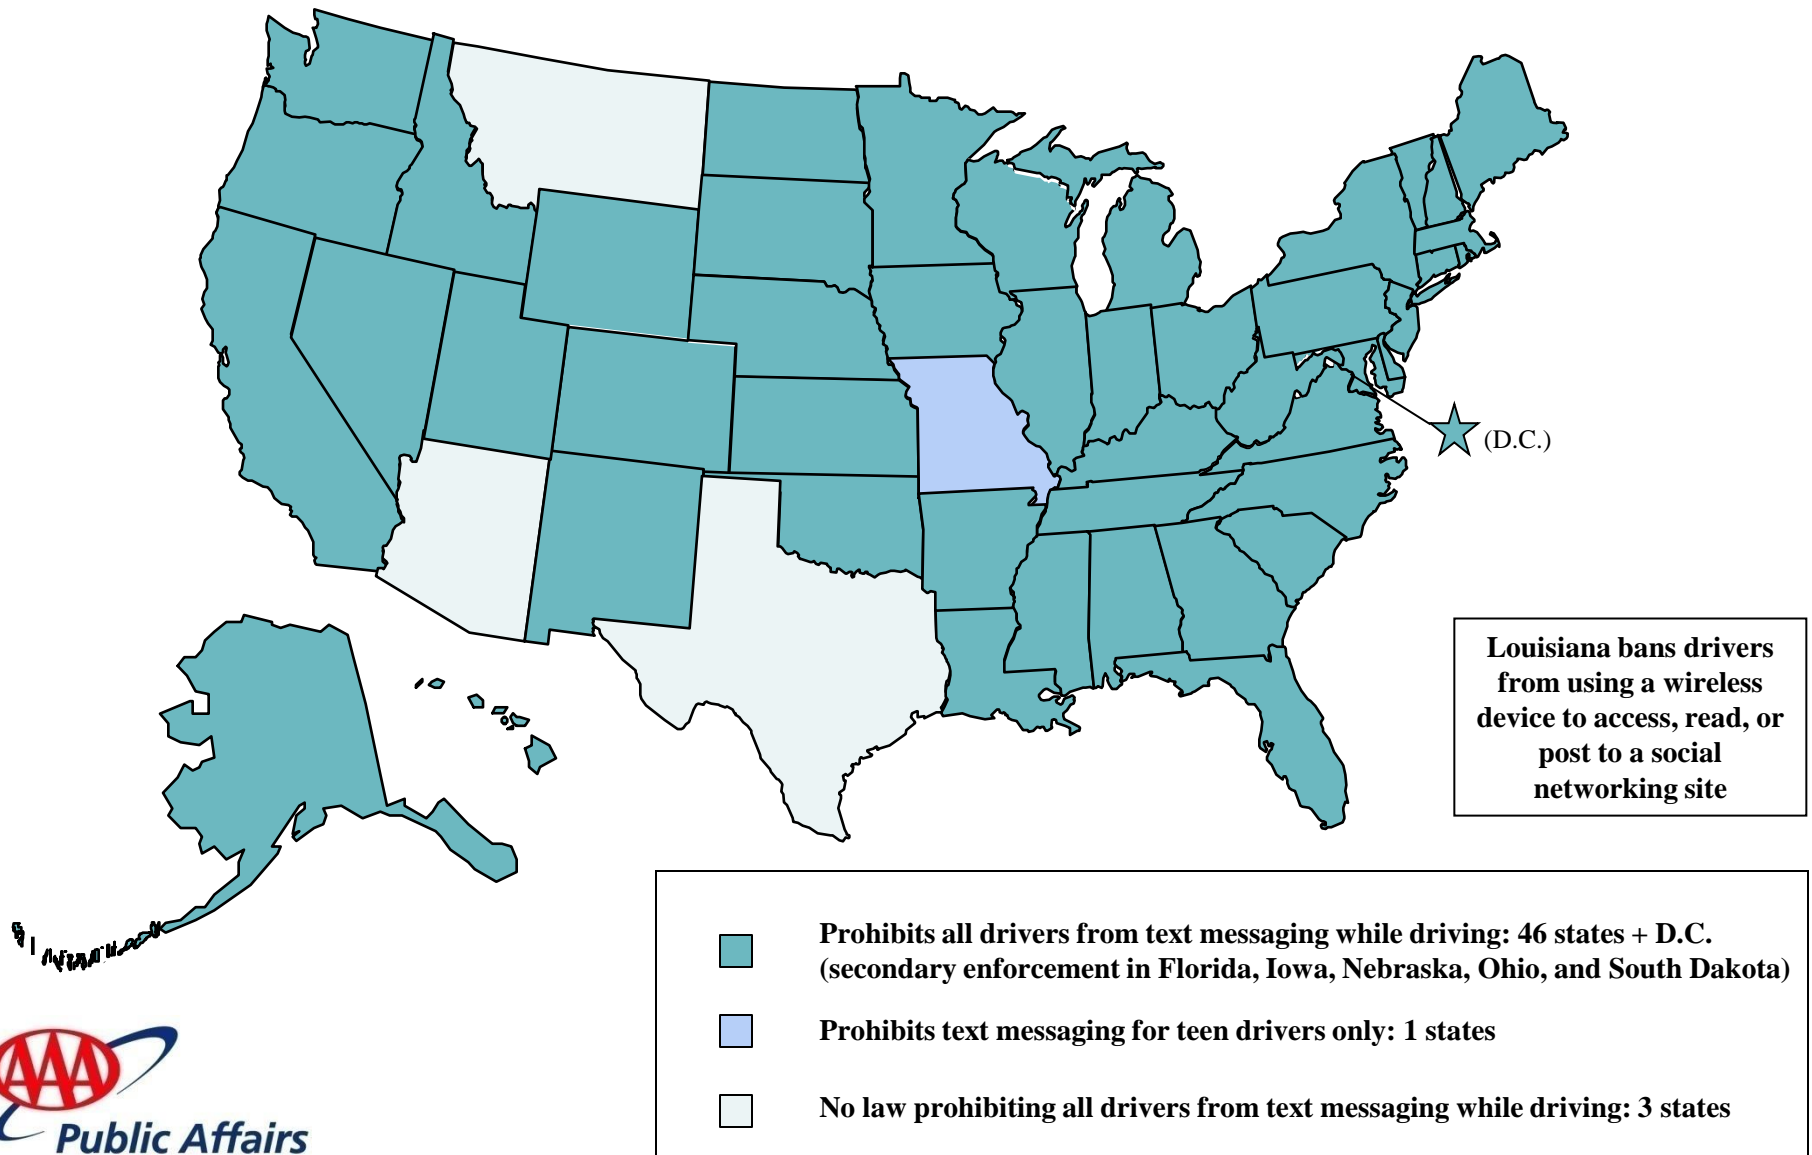 (D.C.)
Louisiana bans drivers
from using a wireless
device to access, read, or
post to a social
networking site
Prohibits all drivers from text messaging while driving: 46 states + D.C.
(secondary enforcement in Florida, Iowa, Nebraska, Ohio, and South Dakota)
Prohibits text messaging for teen drivers only: 1 states
No law prohibiting all drivers from text messaging while driving: 3 states
AAA
Public Affairs